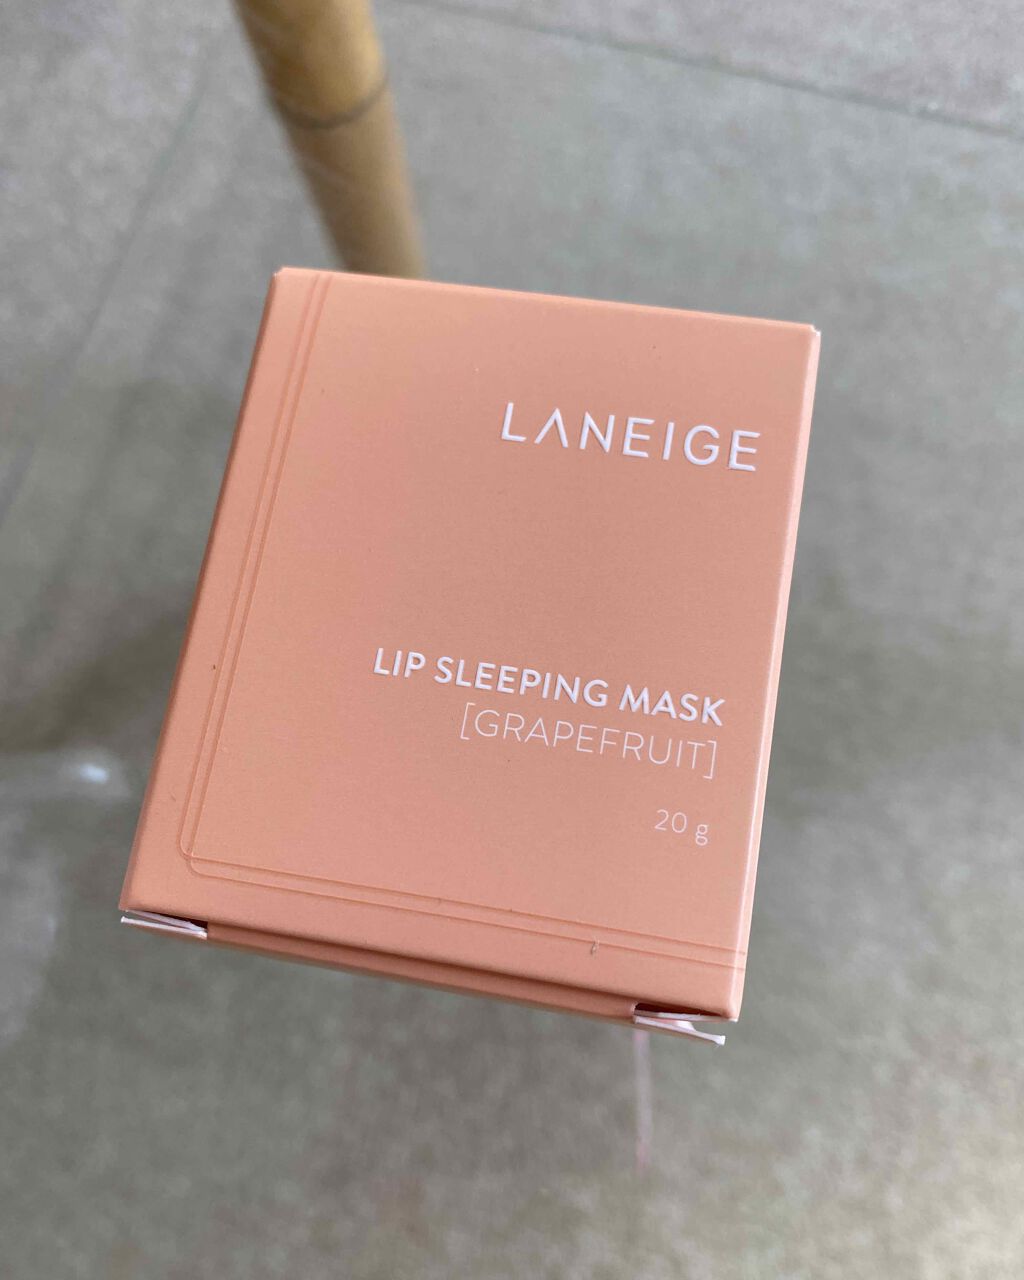 LANEIGE
LIP SLEEPING MASK
[GRAPEFRUIT]
20 g